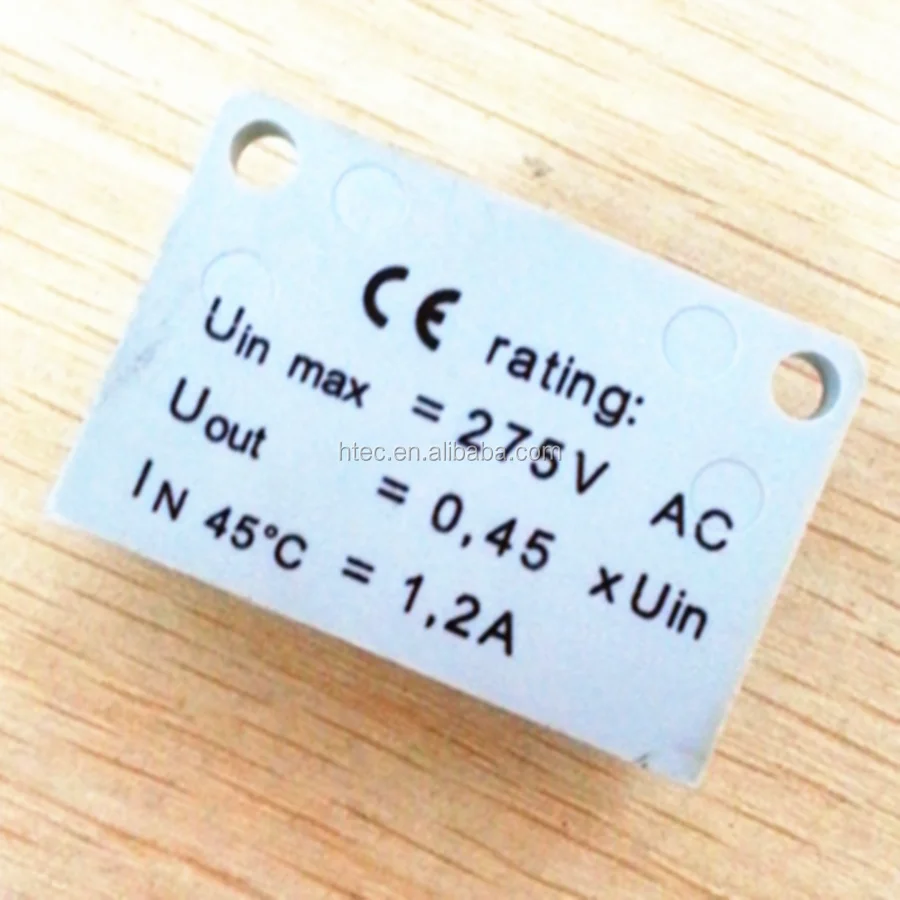 CE rating:
Uin max = 275V AC
Uout = 0,45 xUin
IN 45°C = 1,2A
htec.en.alibaba.com